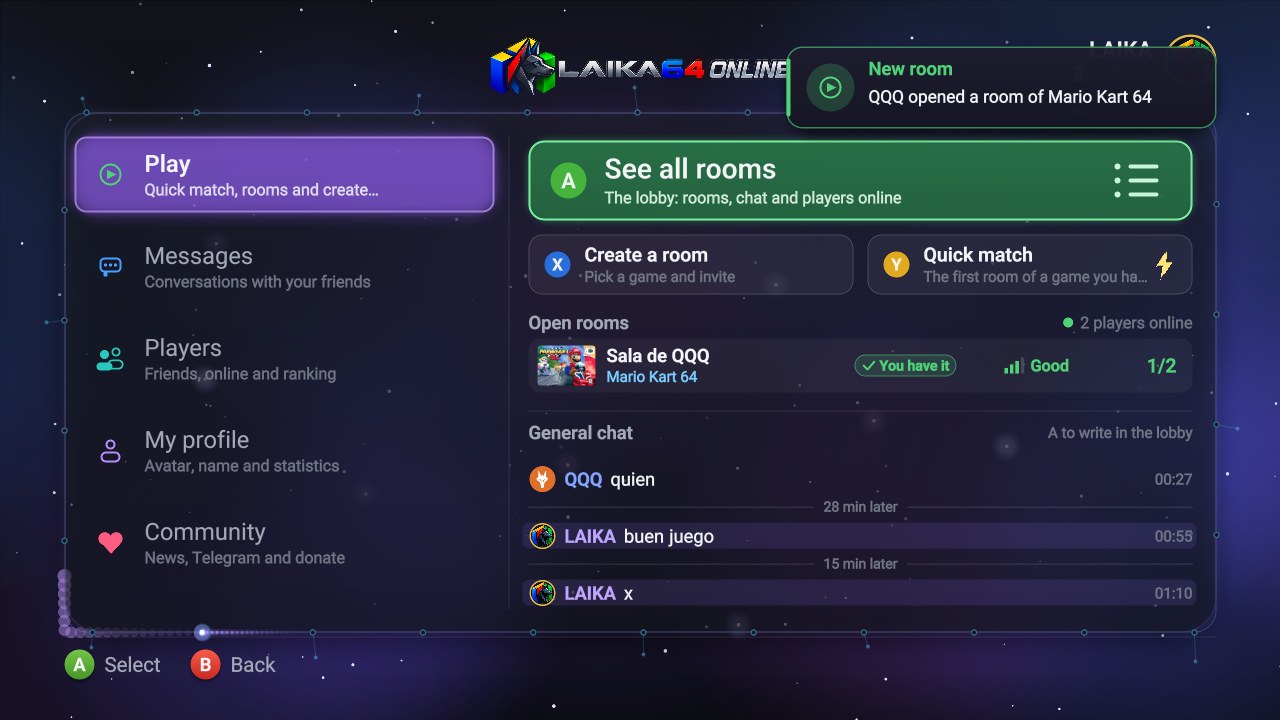 LAIKA64 ONLINE
LAIKA
New room
QQQ opened a room of Mario Kart 64
Play
Quick match, rooms and create...
Messages
Conversations with your friends
Players
Friends, online and ranking
My profile
Avatar, name and statistics
Community
News, Telegram and donate
A
See all rooms
The lobby: rooms, chat and players online
X
Create a room
Pick a game and invite
Y
Quick match
The first room of a game you ha...
Open rooms
2 players online
Sala de QQQ
Mario Kart 64
You have it
Good
1/2
General chat
A to write in the lobby
QQQ quien
00:27
28 min later
LAIKA buen juego
00:55
15 min later
LAIKA x
01:10
A Select
B Back